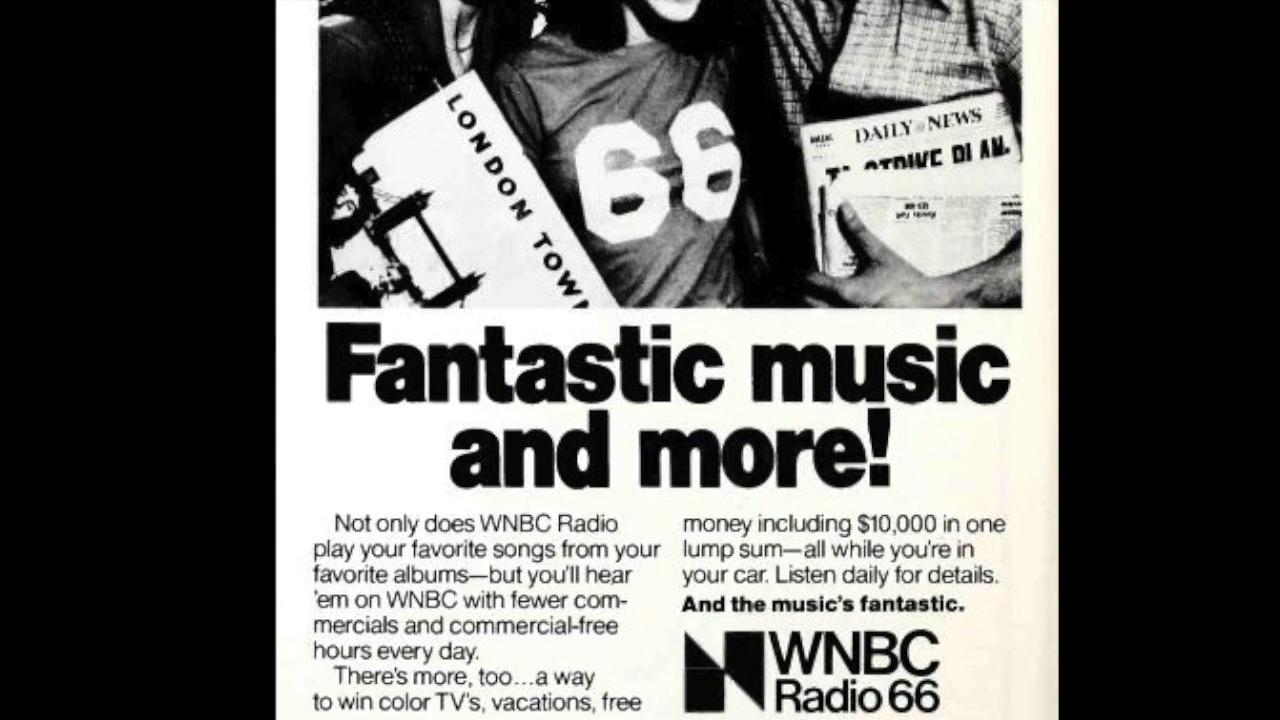 LONDON TOWN
66
DAILY NEWS
STRIKE PLAN
Fantastic music
and more!
Not only does WNBC Radio
play your favorite songs from your
favorite albums—but you'll hear
'em on WNBC with fewer com-
mercials and commercial-free
hours every day.
There's more, too...a way
to win color TV's, vacations, free
money including $10,000 in one
lump sum—all while you're in
your car. Listen daily for details.
And the music's fantastic.
WNBC
Radio 66